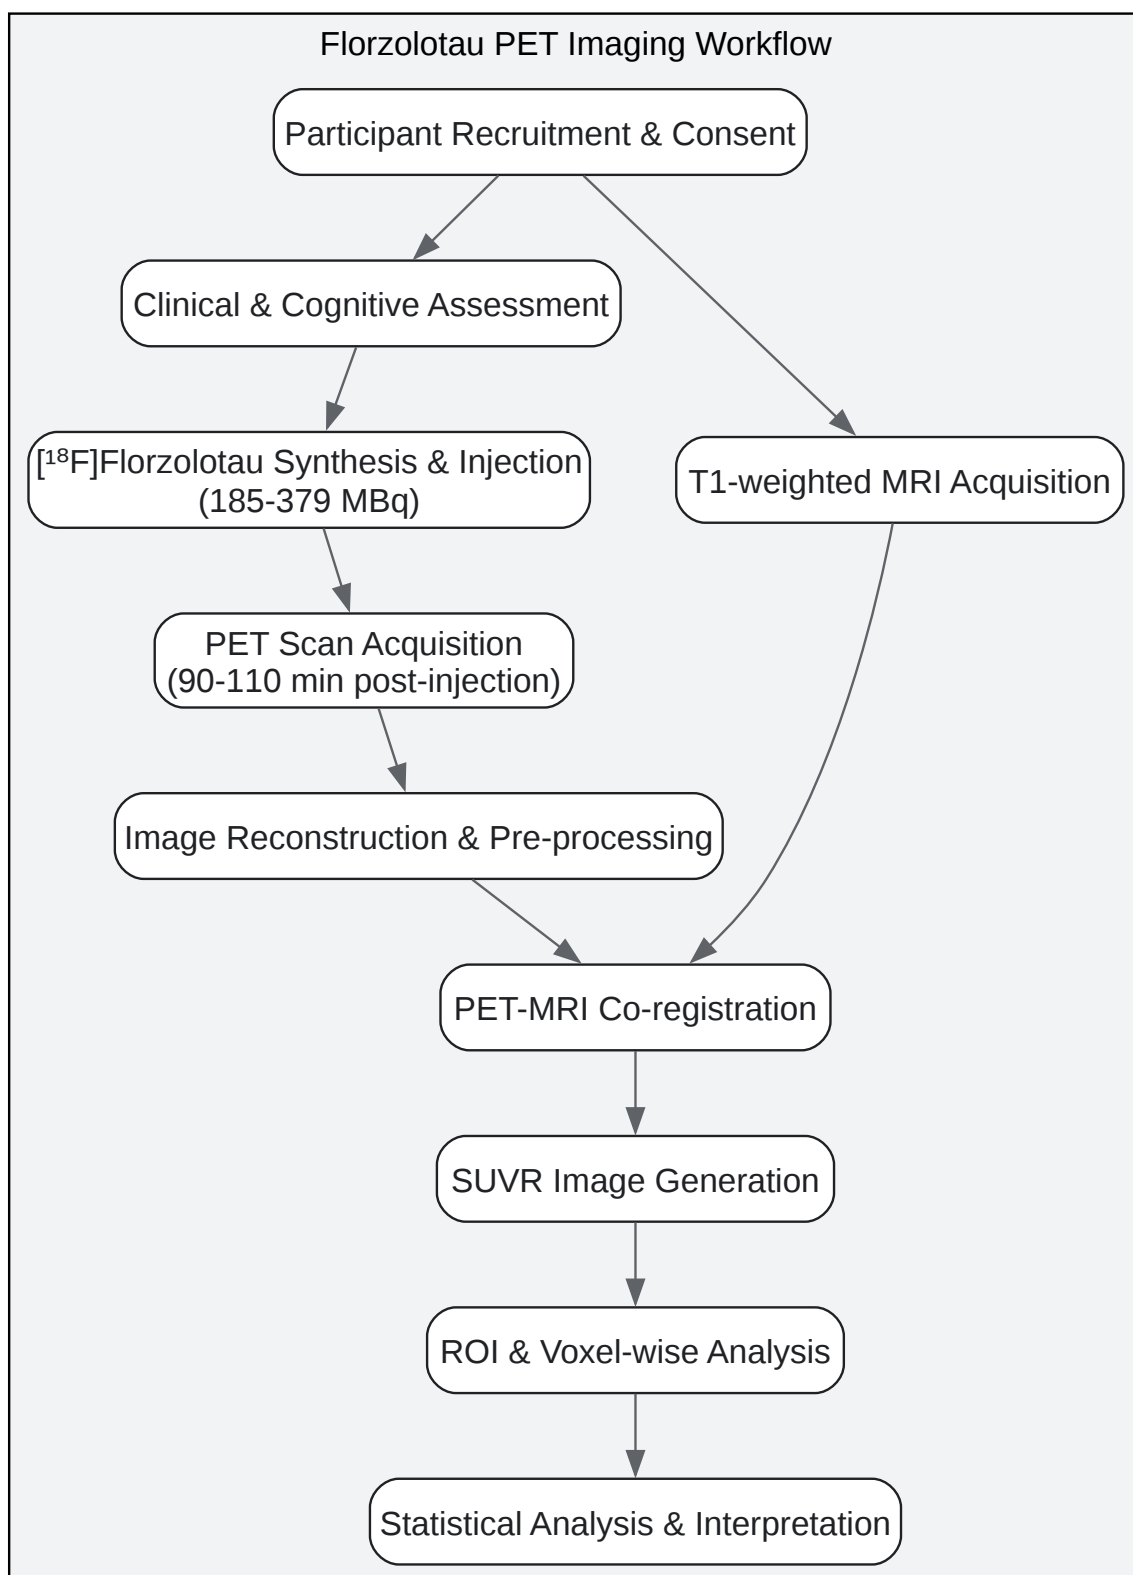 Florzolotau PET Imaging Workflow
Participant Recruitment & Consent
Clinical & Cognitive Assessment
[¹⁸F]Florzolotau Synthesis & Injection
(185-379 MBq)
T1-weighted MRI Acquisition
PET Scan Acquisition
(90-110 min post-injection)
Image Reconstruction & Pre-processing
PET-MRI Co-registration
SUVR Image Generation
ROI & Voxel-wise Analysis
Statistical Analysis & Interpretation